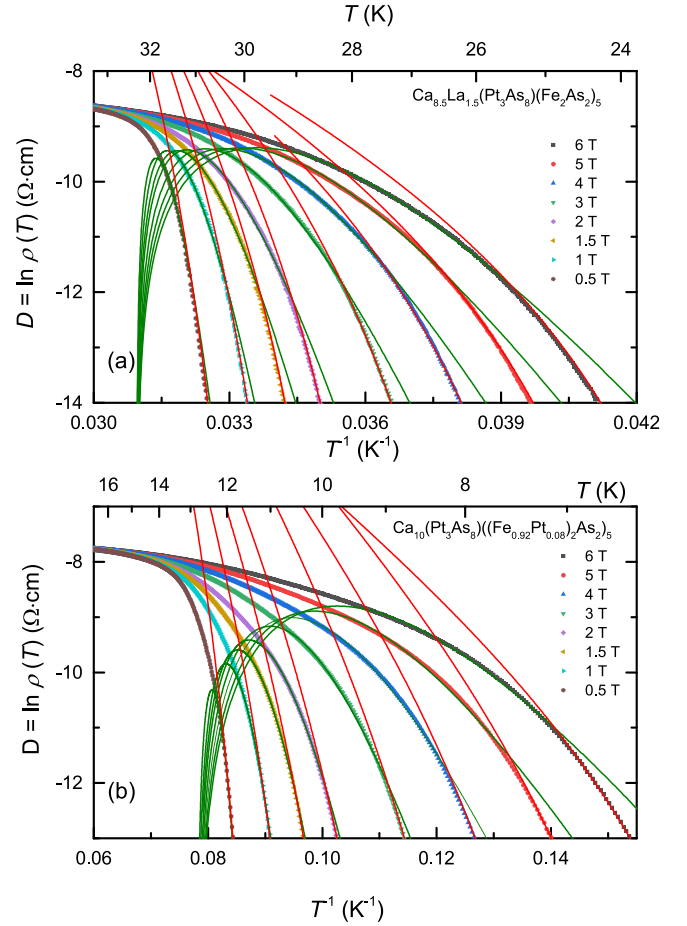 T (K)
32 30 28 26 24
-8
-10
-12
-14
D = ln ρ (T) (Ω·cm)
Ca8.5La1.5(Pt3As8)(Fe2As2)5
6 T
5 T
4 T
3 T
2 T
1.5 T
1 T
0.5 T
(a)
0.030 0.033 0.036 0.039 0.042
T-1 (K-1)
16 14 12 10 8 T (K)
-8
-10
-12
D = ln ρ (T) (Ω·cm)
Ca10(Pt3As8)((Fe0.92Pt0.08)2As2)5
6 T
5 T
4 T
3 T
2 T
1.5 T
1 T
0.5 T
(b)
0.06 0.08 0.10 0.12 0.14
T-1 (K-1)